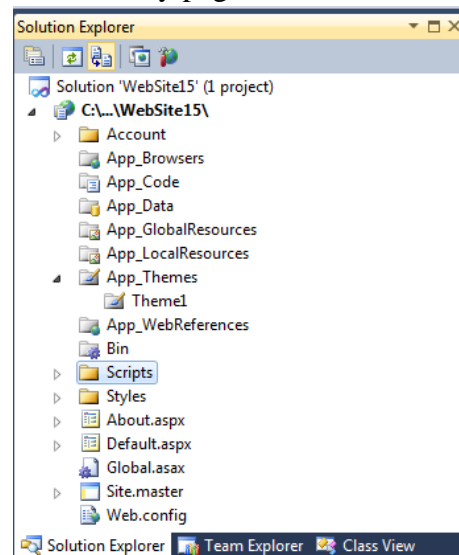 Solution Explorer
Solution 'WebSite15' (1 project)
C:\...\WebSite15\
Account
App_Browsers
App_Code
App_Data
App_GlobalResources
App_LocalResources
App_Themes
Theme1
App_WebReferences
Bin
Scripts
Styles
About.aspx
Default.aspx
Global.asax
Site.master
Web.config
Solution Explorer Team Explorer Class View